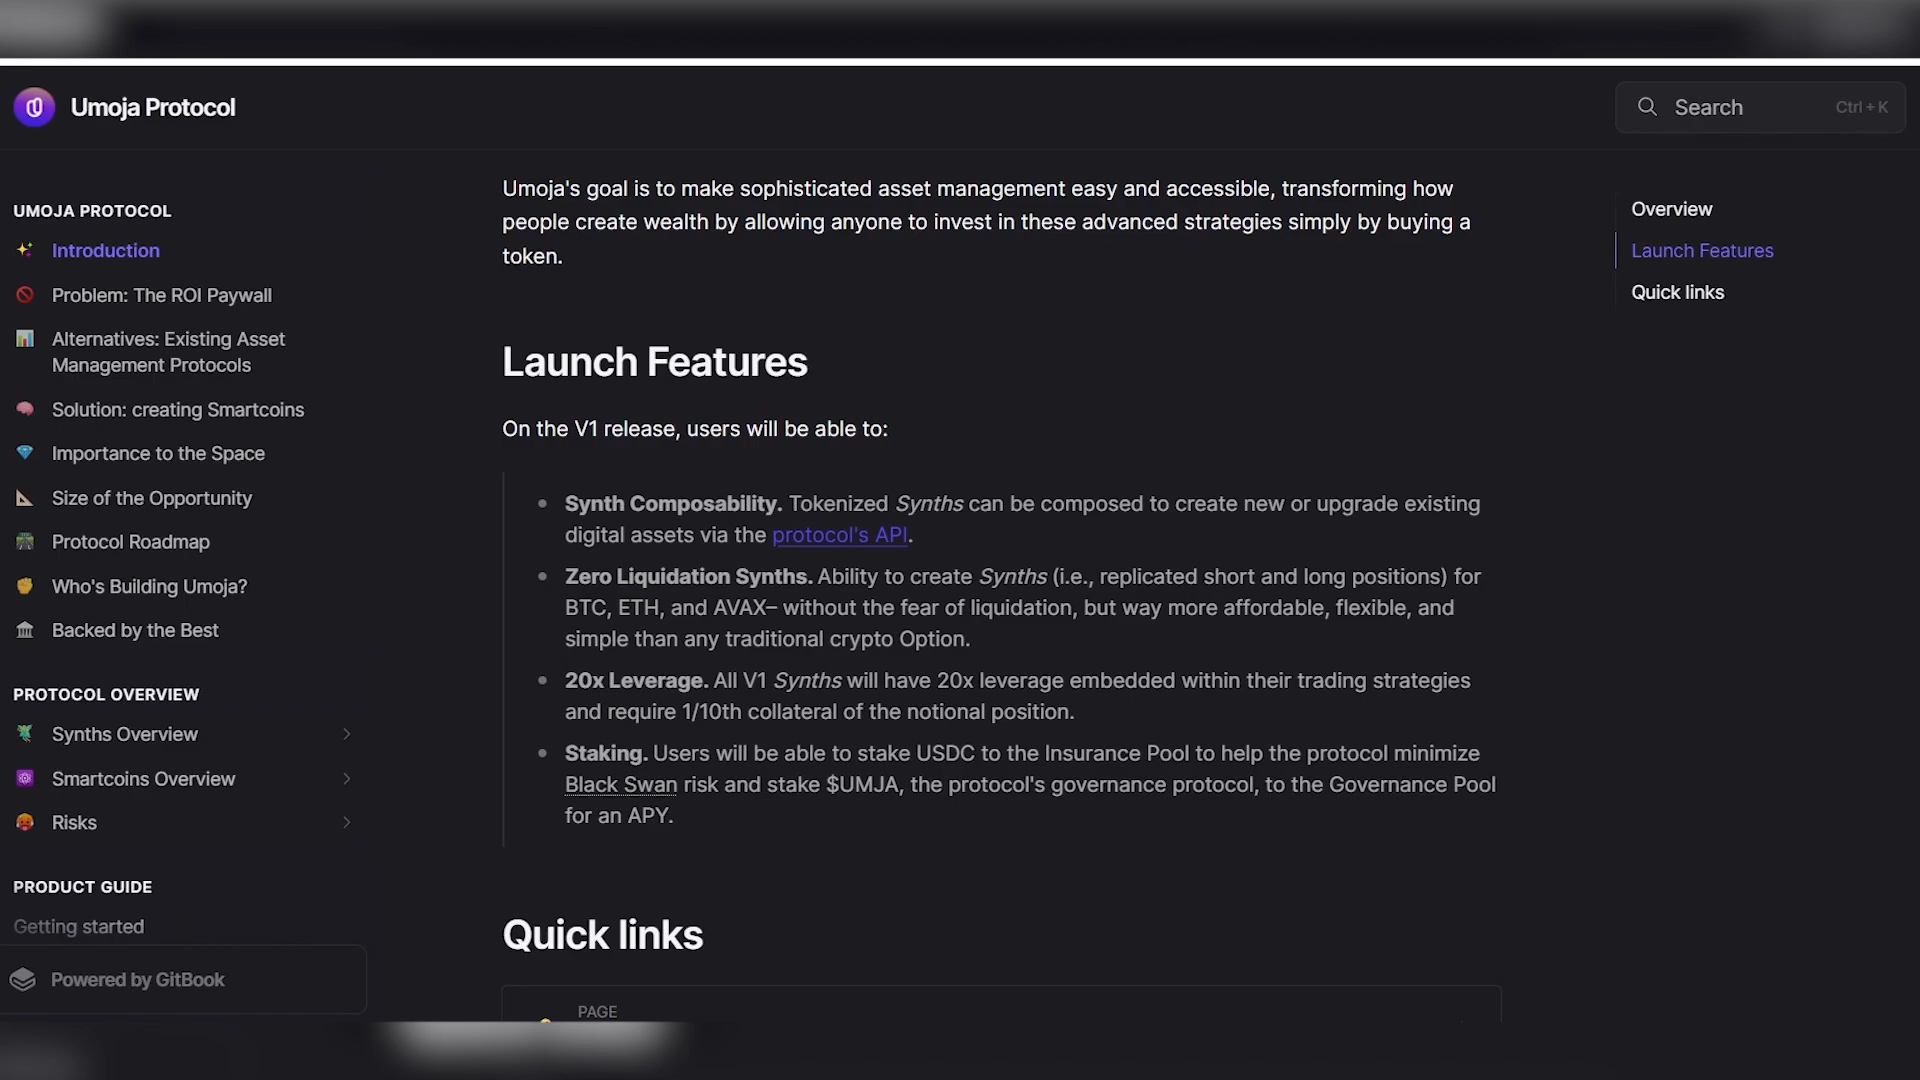 Umoja Protocol
Search
Ctrl + K
UMOJA PROTOCOL
Introduction
Problem: The ROI Paywall
Alternatives: Existing Asset
Management Protocols
Solution: creating Smartcoins
Importance to the Space
Size of the Opportunity
Protocol Roadmap
Who's Building Umoja?
Backed by the Best
PROTOCOL OVERVIEW
Synths Overview
Smartcoins Overview
Risks
PRODUCT GUIDE
Getting started
Powered by GitBook
Umoja's goal is to make sophisticated asset management easy and accessible, transforming how
people create wealth by allowing anyone to invest in these advanced strategies simply by buying a
token.
Launch Features
On the V1 release, users will be able to:
• Synth Composability. Tokenized Synths can be composed to create new or upgrade existing
digital assets via the protocol's API.
• Zero Liquidation Synths. Ability to create Synths (i.e., replicated short and long positions) for
BTC, ETH, and AVAX– without the fear of liquidation, but way more affordable, flexible, and
simple than any traditional crypto Option.
• 20x Leverage. All V1 Synths will have 20x leverage embedded within their trading strategies
and require 1/10th collateral of the notional position.
• Staking. Users will be able to stake USDC to the Insurance Pool to help the protocol minimize
Black Swan risk and stake $UMJA, the protocol's governance protocol, to the Governance Pool
for an APY.
Quick links
PAGE
Overview
Launch Features
Quick links